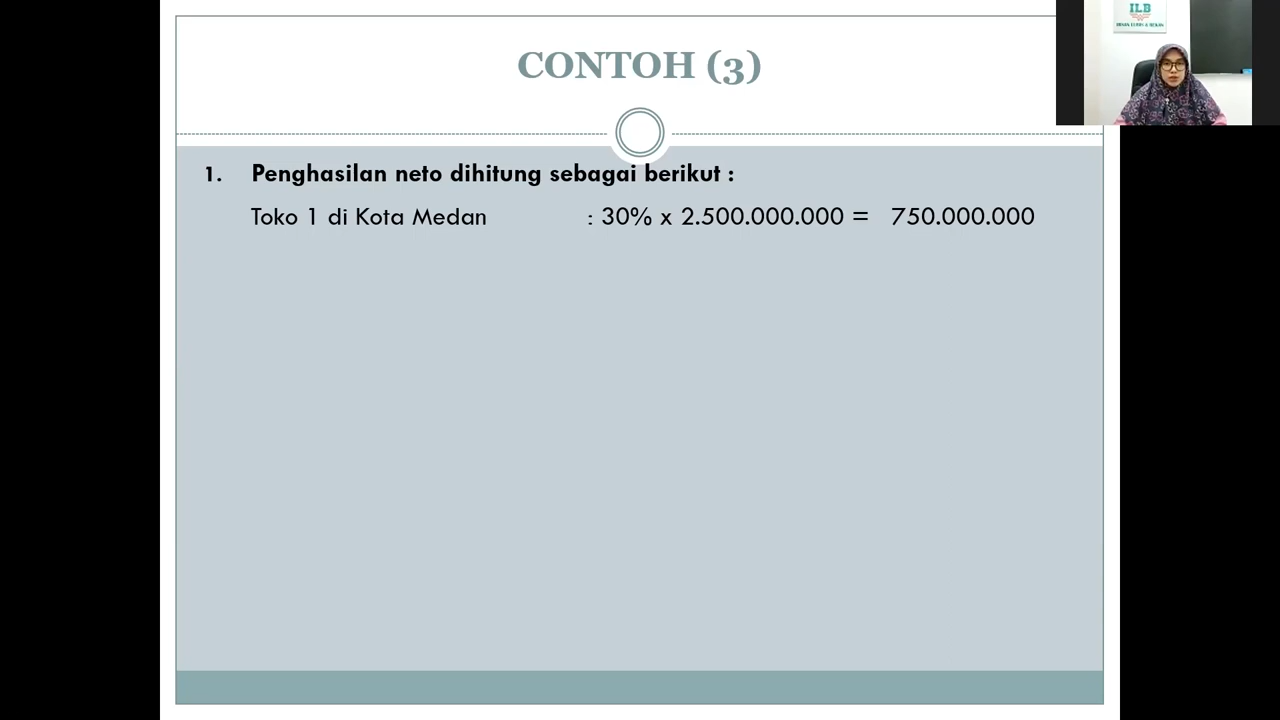 CONTOH (3)
ILB
1. Penghasilan neto dihitung sebagai berikut :
Toko 1 di Kota Medan : 30% x 2.500.000.000 = 750.000.000